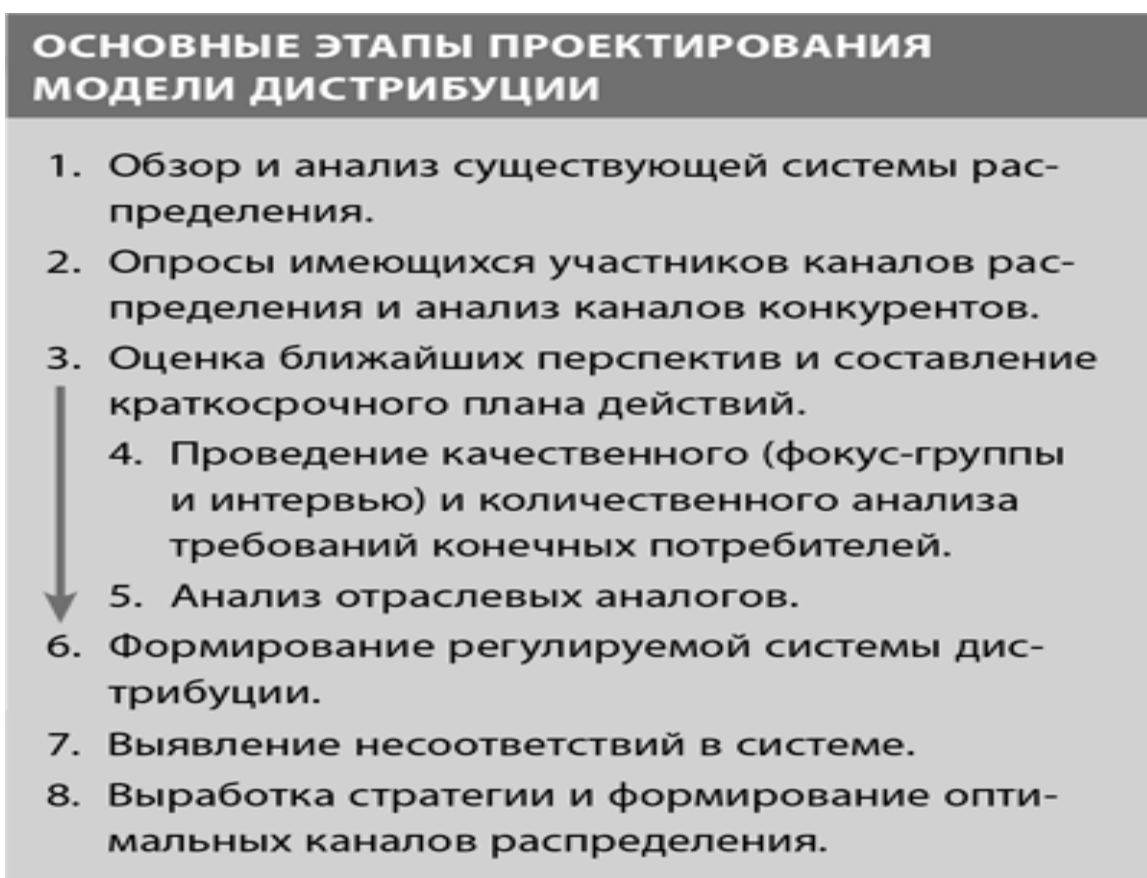 ОСНОВНЫЕ ЭТАПЫ ПРОЕКТИРОВАНИЯ
МОДЕЛИ ДИСТРИБУЦИИ
1. Обзор и анализ существующей системы рас-
пределения.
2. Опросы имеющихся участников каналов рас-
пределения и анализ каналов конкурентов.
3. Оценка ближайших перспектив и составление
краткосрочного плана действий.
4. Проведение качественного (фокус-группы
и интервью) и количественного анализа
требований конечных потребителей.
5. Анализ отраслевых аналогов.
6. Формирование регулируемой системы дис-
трибуции.
7. Выявление несоответствий в системе.
8. Выработка стратегии и формирование опти-
мальных каналов распределения.